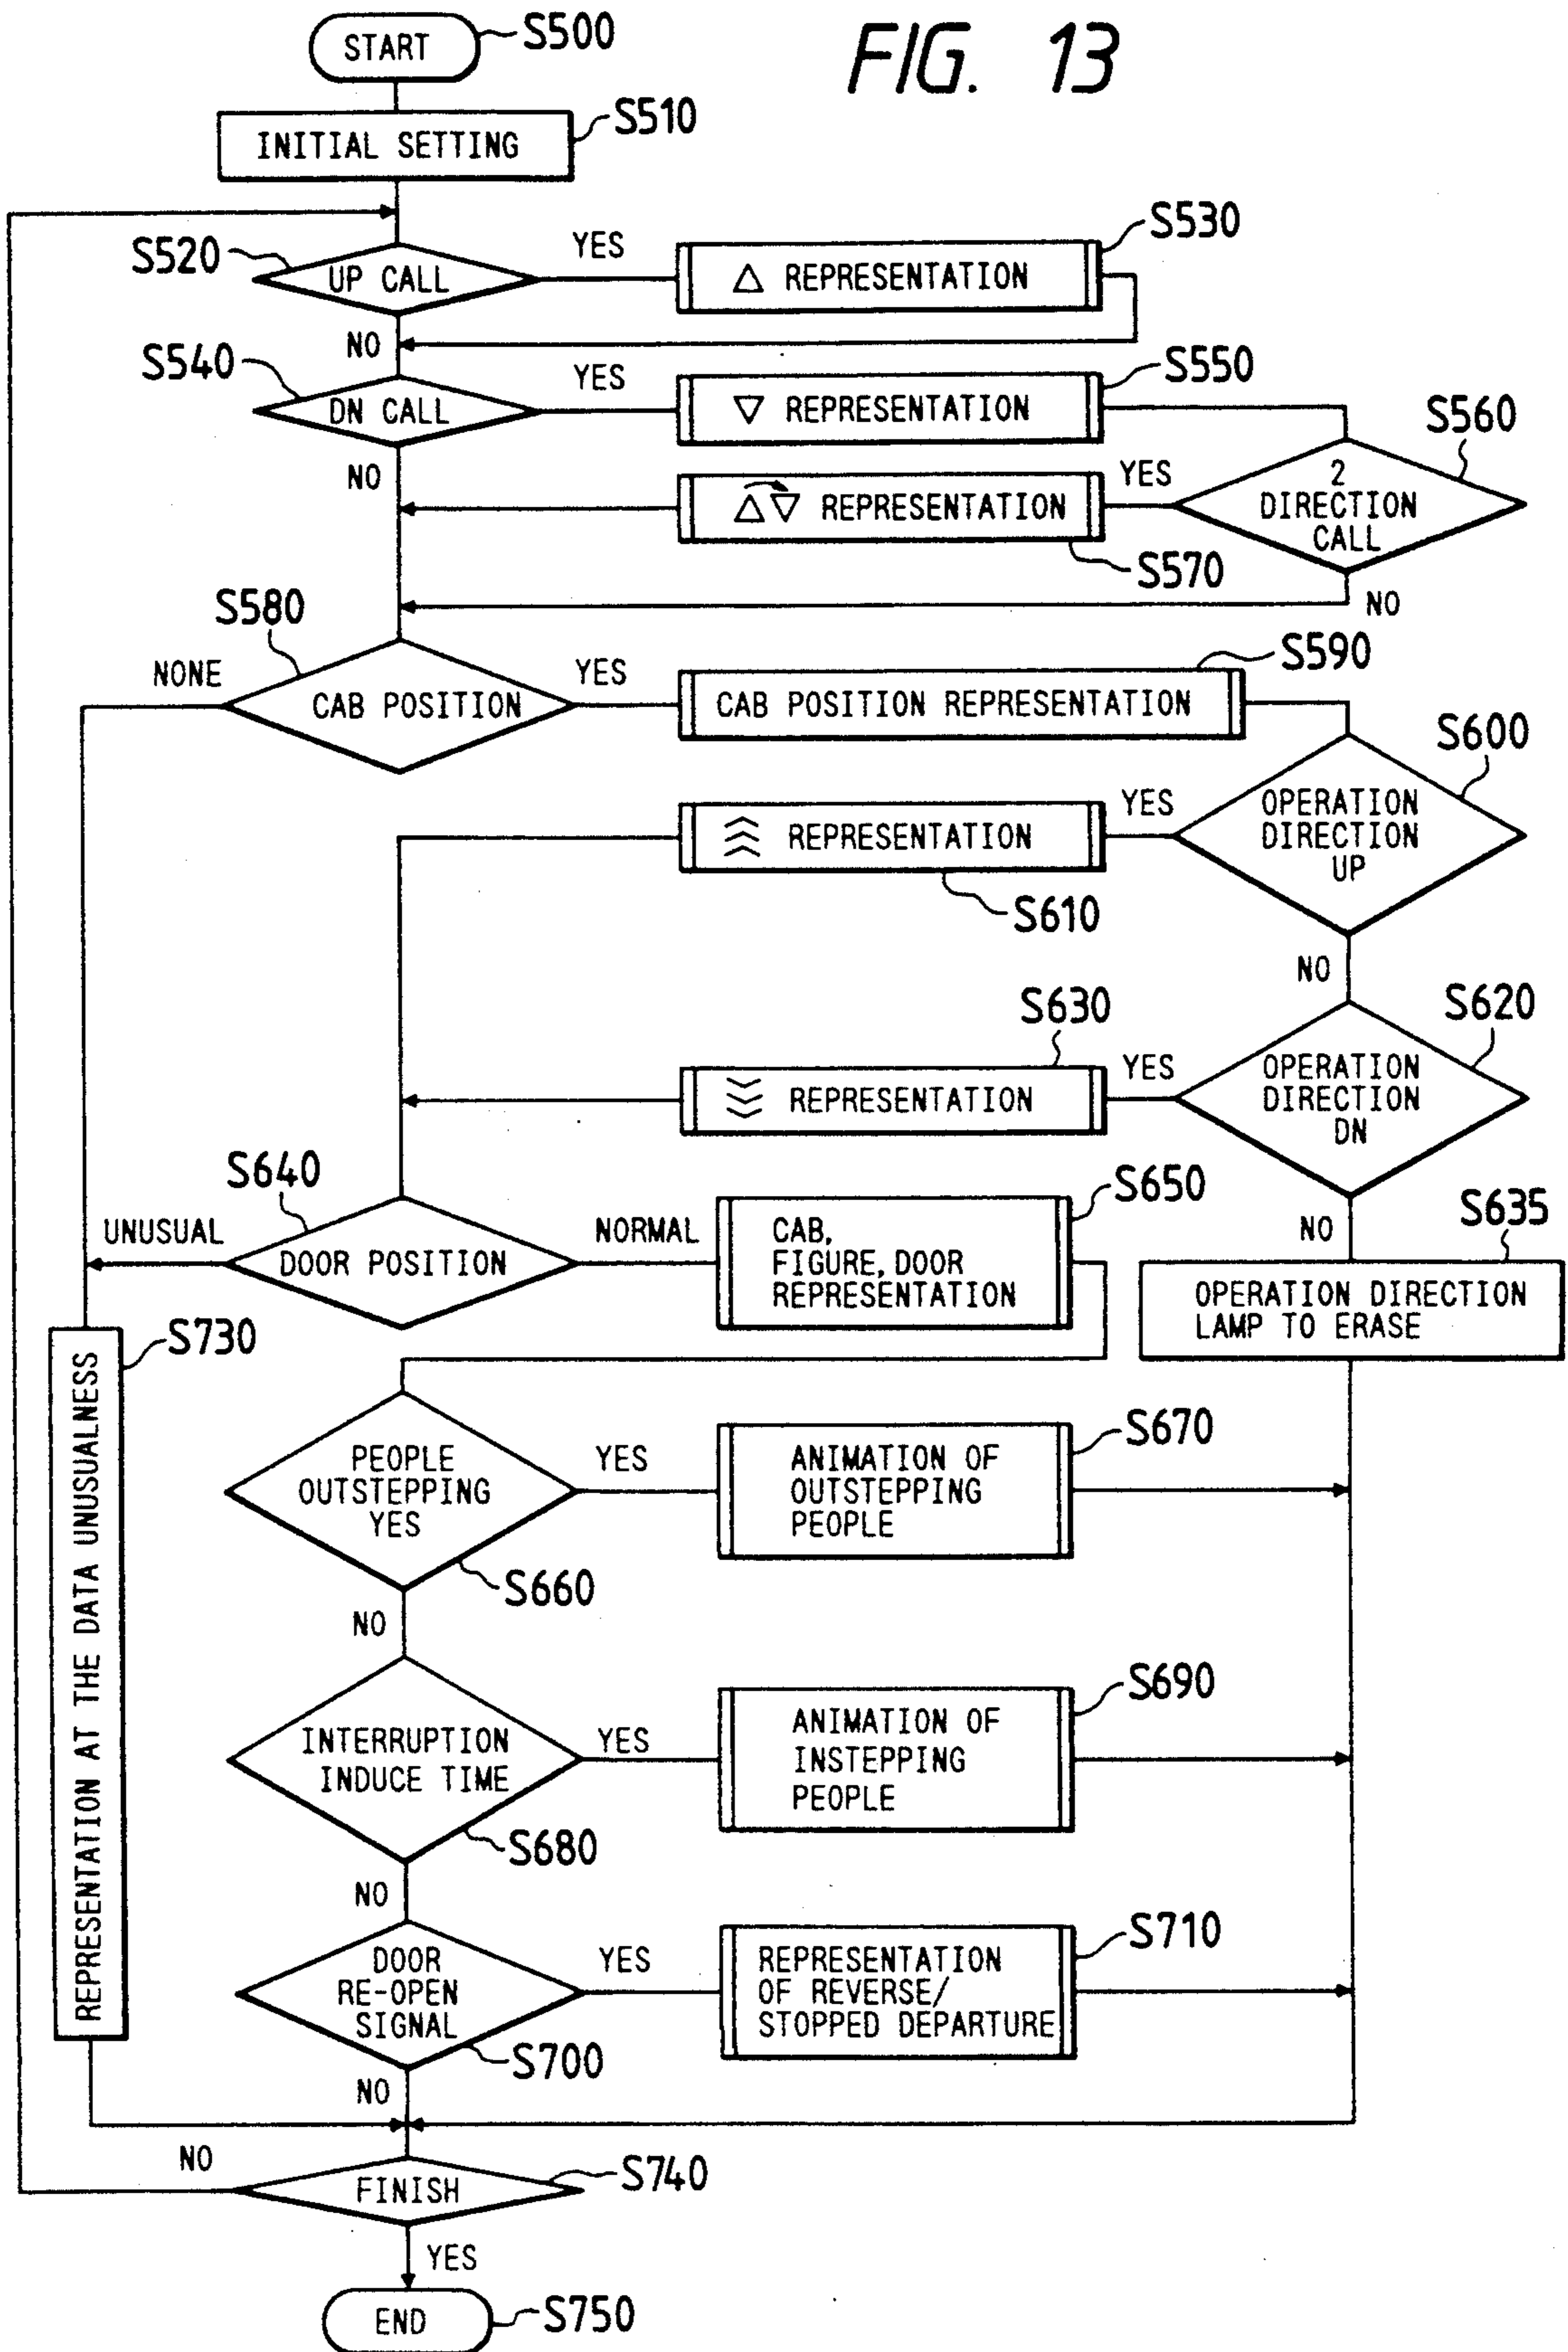 FIG. 13
START
S500
INITIAL SETTING
S510
S520
UP CALL
YES
△ REPRESENTATION
S530
NO
S540
DN CALL
YES
▽ REPRESENTATION
S550
NO
△▽ REPRESENTATION
YES
2
DIRECTION
CALL
S560
S570
NO
S580
NONE
CAB POSITION
YES
CAB POSITION REPRESENTATION
S590
S600
OPERATION
DIRECTION
UP
YES
REPRESENTATION
S610
NO
S620
OPERATION
DIRECTION
DN
YES
S630
REPRESENTATION
NO
S635
OPERATION DIRECTION
LAMP TO ERASE
S640
UNUSUAL
DOOR POSITION
NORMAL
CAB,
FIGURE, DOOR
REPRESENTATION
S650
S730
REPRESENTATION AT THE DATA UNUSUALNESS
PEOPLE
OUTSTEPPING
YES
S660
YES
ANIMATION OF
OUTSTEPPING
PEOPLE
S670
NO
INTERRUPTION
INDUCE TIME
S680
YES
ANIMATION OF
INSTEPPING
PEOPLE
S690
NO
DOOR
RE-OPEN
SIGNAL
S700
YES
REPRESENTATION
OF REVERSE/
STOPPED DEPARTURE
S710
NO
NO
FINISH
S740
YES
END
S750